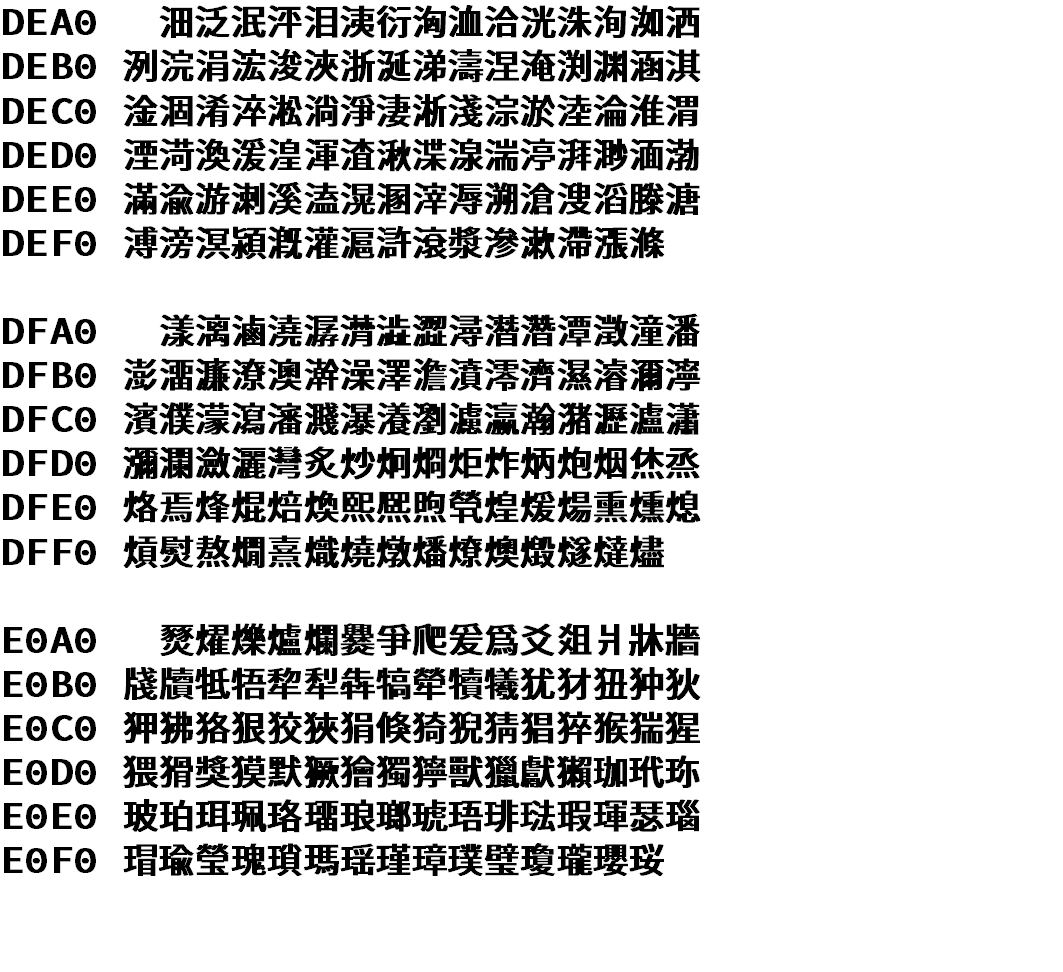 DEA0 沺泛泯泙泪洟衍洶洫洽洸洙洵洳洒
DEB0 洌浣涓浤浚浹浙涎涕濤涅淹渕渊涵淇
DEC0 淦涸淆淬淞淌淨淒淅淺淙淤淕淪淮渭
DED0 湮渮渙湲湟渾渣湫渫湶湍渟湃渺湎渤
DEE0 滿渝游溂溪溘滉溷滓溽溯滄溲滔滕溏
DEF0 溥滂溟潁漑灌滬滸滾漿滲漱滯漲滌
DFA0 漾漓滷澆潺潸澁澀潯潛濳潭澂潼潘
DFB0 澎澑濂潦澳澣澡澤澹濆澪濟濕濬濔濘
DFC0 濱濮濛瀉瀋濺瀑瀁瀏濾瀛瀚潴瀝瀘瀟
DFD0 瀰瀾瀲灑灣炙炒炯烱炬炸炳炮烟烋烝
DFE0 烙焉烽焜焙煥煕熈煦煢煌煖煬熏燻熄
DFF0 熕熨熬燗熹熾燒燉燔燎燠燬燧燵燼
E0A0 燹燿爍爐爛爨爭爬爰爲爻爼爿牀牆
E0B0 牋牘牴牾犂犁犇犒犖犢犧犹犲狃狆狄
E0C0 狎狒狢狠狡狹狷倏猗猊猜猖猝猴猯猩
E0D0 猥猾獎獏默獗獪獨獰獸獵獻獺珈玳珎
E0E0 玻珀珥珮珞璢琅瑯琥珸琲琺瑕琿瑟瑙
E0F0 瑁瑜瑩瑰瑣瑪瑶瑾璋璞璧瓊瓏瓔珱